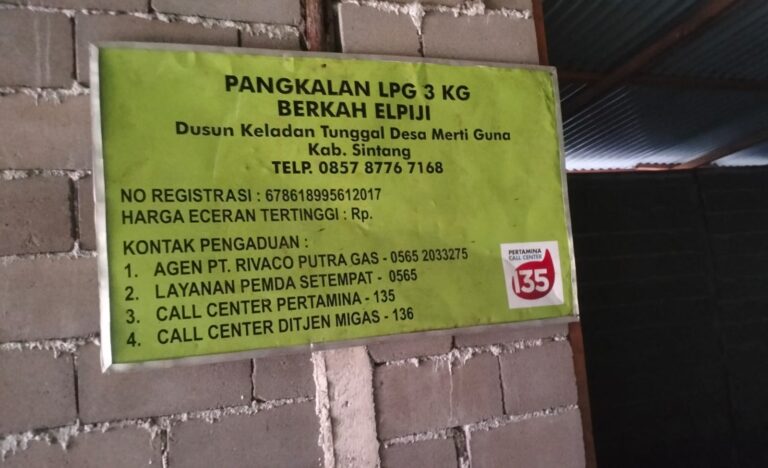 PANGKALAN LPG 3 KG
BERKAH ELPIJI
Dusun Keladan Tunggal Desa Merti Guna
Kab. Sintang
TELP. 0857 8776 7168
NO REGISTRASI : 678618995612017
HARGA ECERAN TERTINGGI : Rp.
KONTAK PENGADUAN :
1. AGEN PT. RIVACO PUTRA GAS - 0565 2033275
2. LAYANAN PEMDA SETEMPAT - 0565
3. CALL CENTER PERTAMINA - 135
4. CALL CENTER DITJEN MIGAS - 136
PERTAMINA
CALL CENTER
135